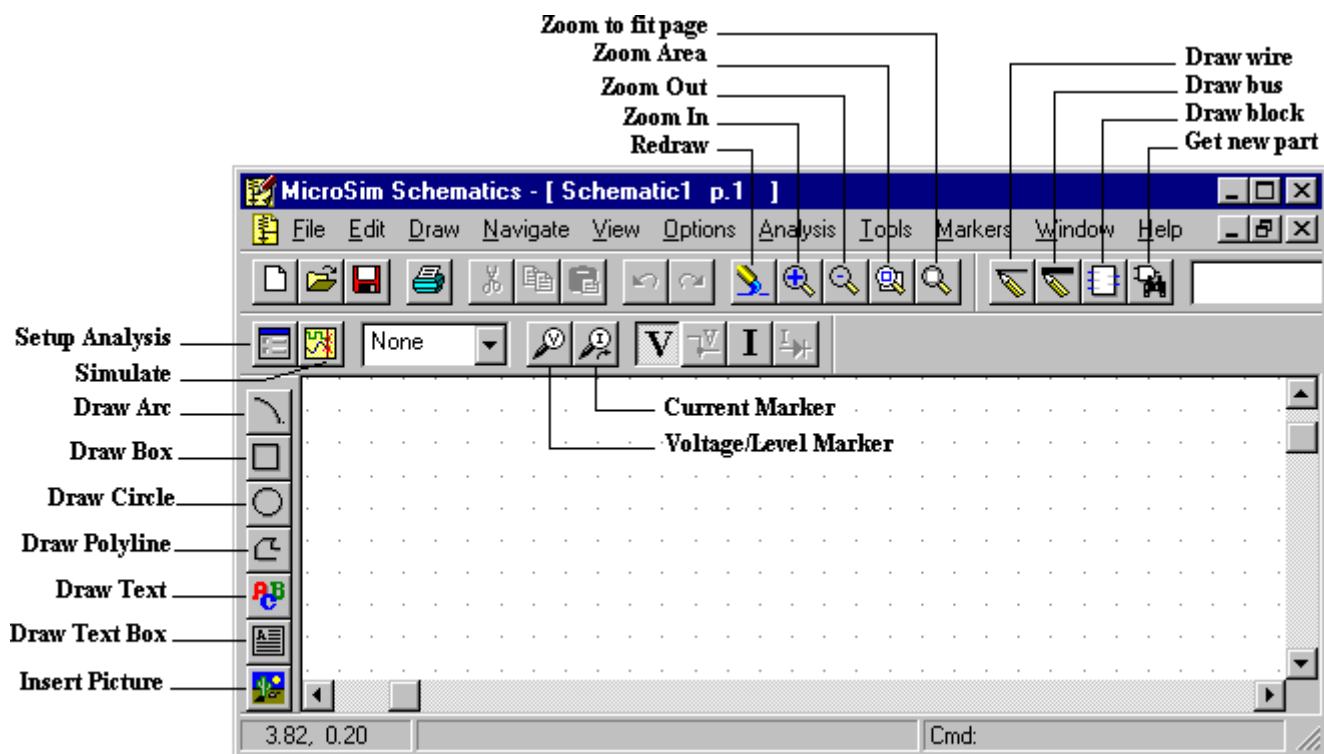 Zoom to fit page
Zoom Area
Zoom Out
Zoom In
Redraw
Draw wire
Draw bus
Draw block
Get new part
MicroSim Schematics - [ Schematic1 p.1 ]
File Edit Draw Navigate View Options Analysis Tools Markers Window Help
Setup Analysis
Simulate
None
V I V V I
Draw Arc
Draw Box
Draw Circle
Draw Polyline
Draw Text
Draw Text Box
Insert Picture
Current Marker
Voltage/Level Marker
ABC
A
3.82, 0.20
Cmd: